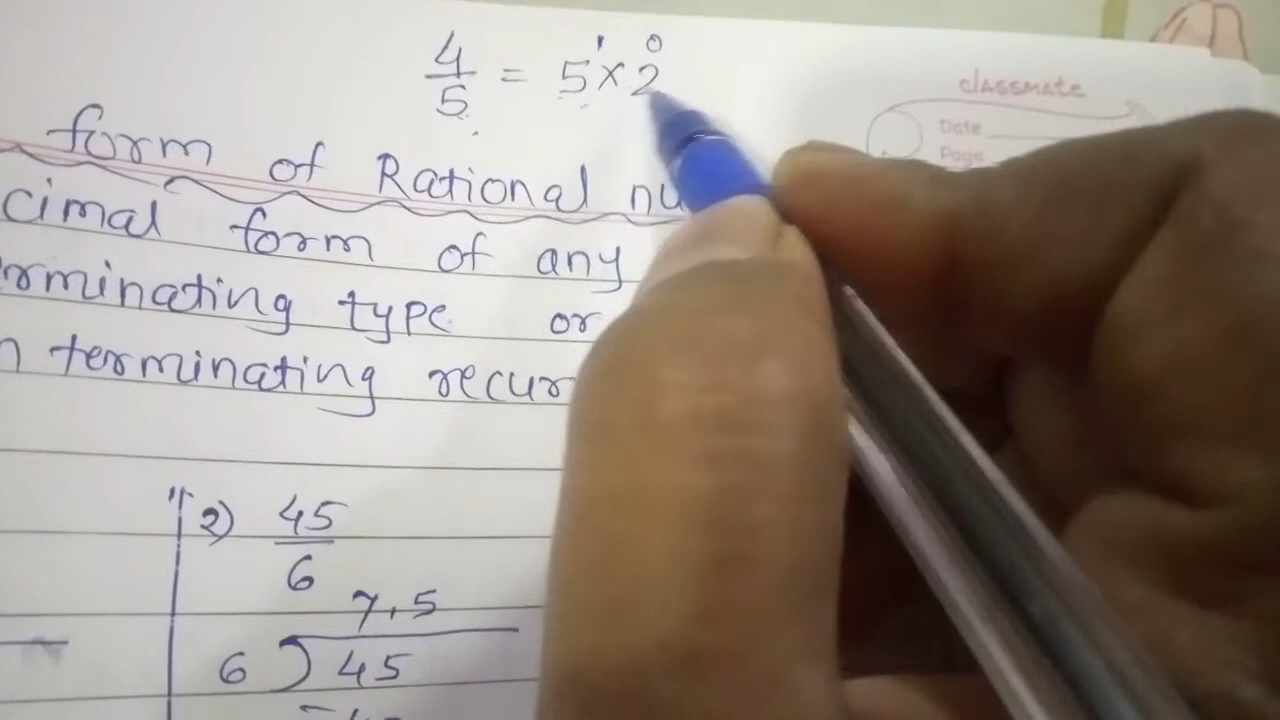 4/5 = 5¹ × 2⁰
classmate
Date
Page
form of Rational
cimal form of any
rminating type or
n terminating recur
2) 45/6
7.5
6 ) 45